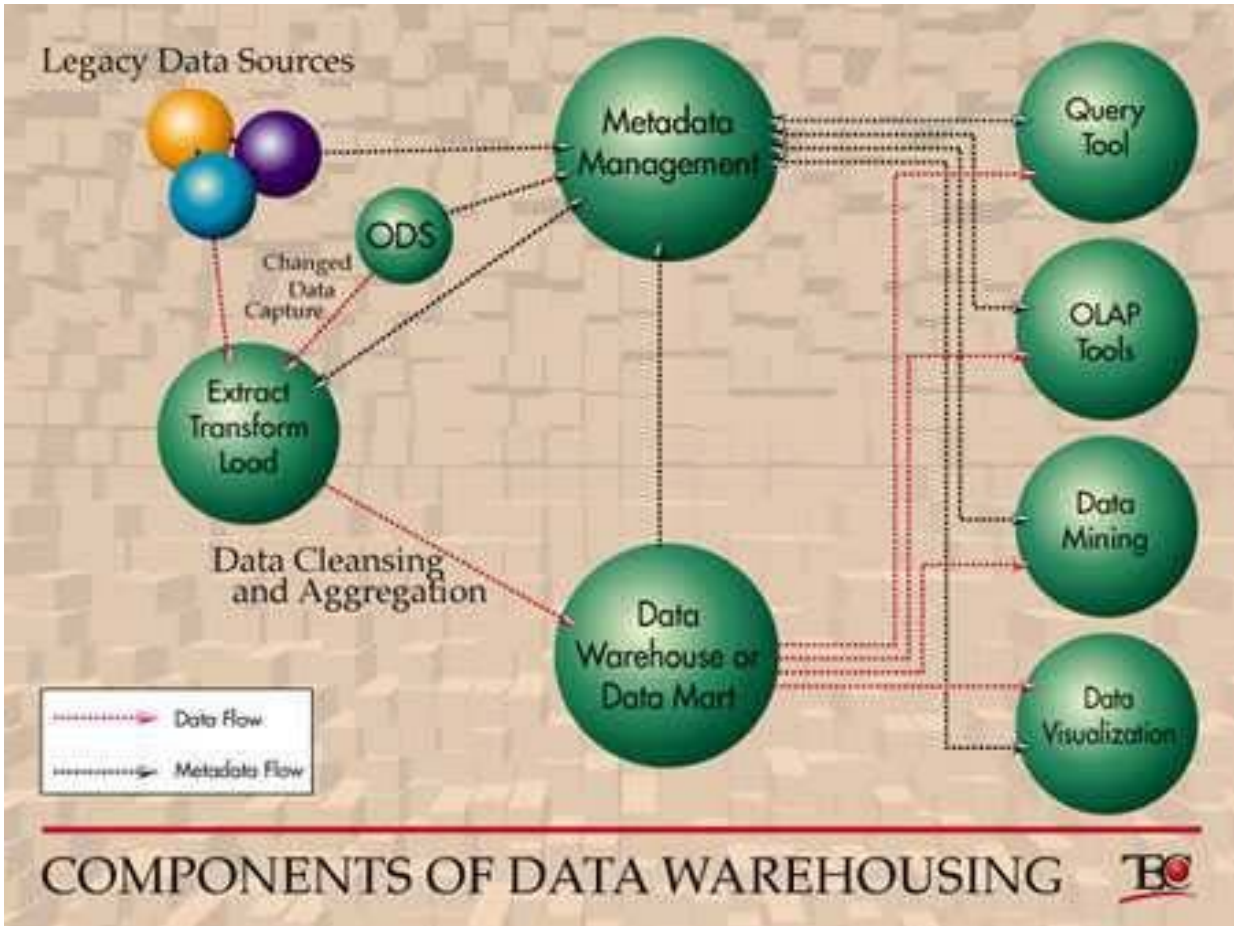 Legacy Data Sources
Metadata
Management
Query
Tool
ODS
Changed
Data
Capture
OLAP
Tools
Extract
Transform
Load
Data
Mining
Data Cleansing
and Aggregation
Data
Warehouse or
Data Mart
Data
Visualization
Data Flow
Metadata Flow
COMPONENTS OF DATA WAREHOUSING
TBC